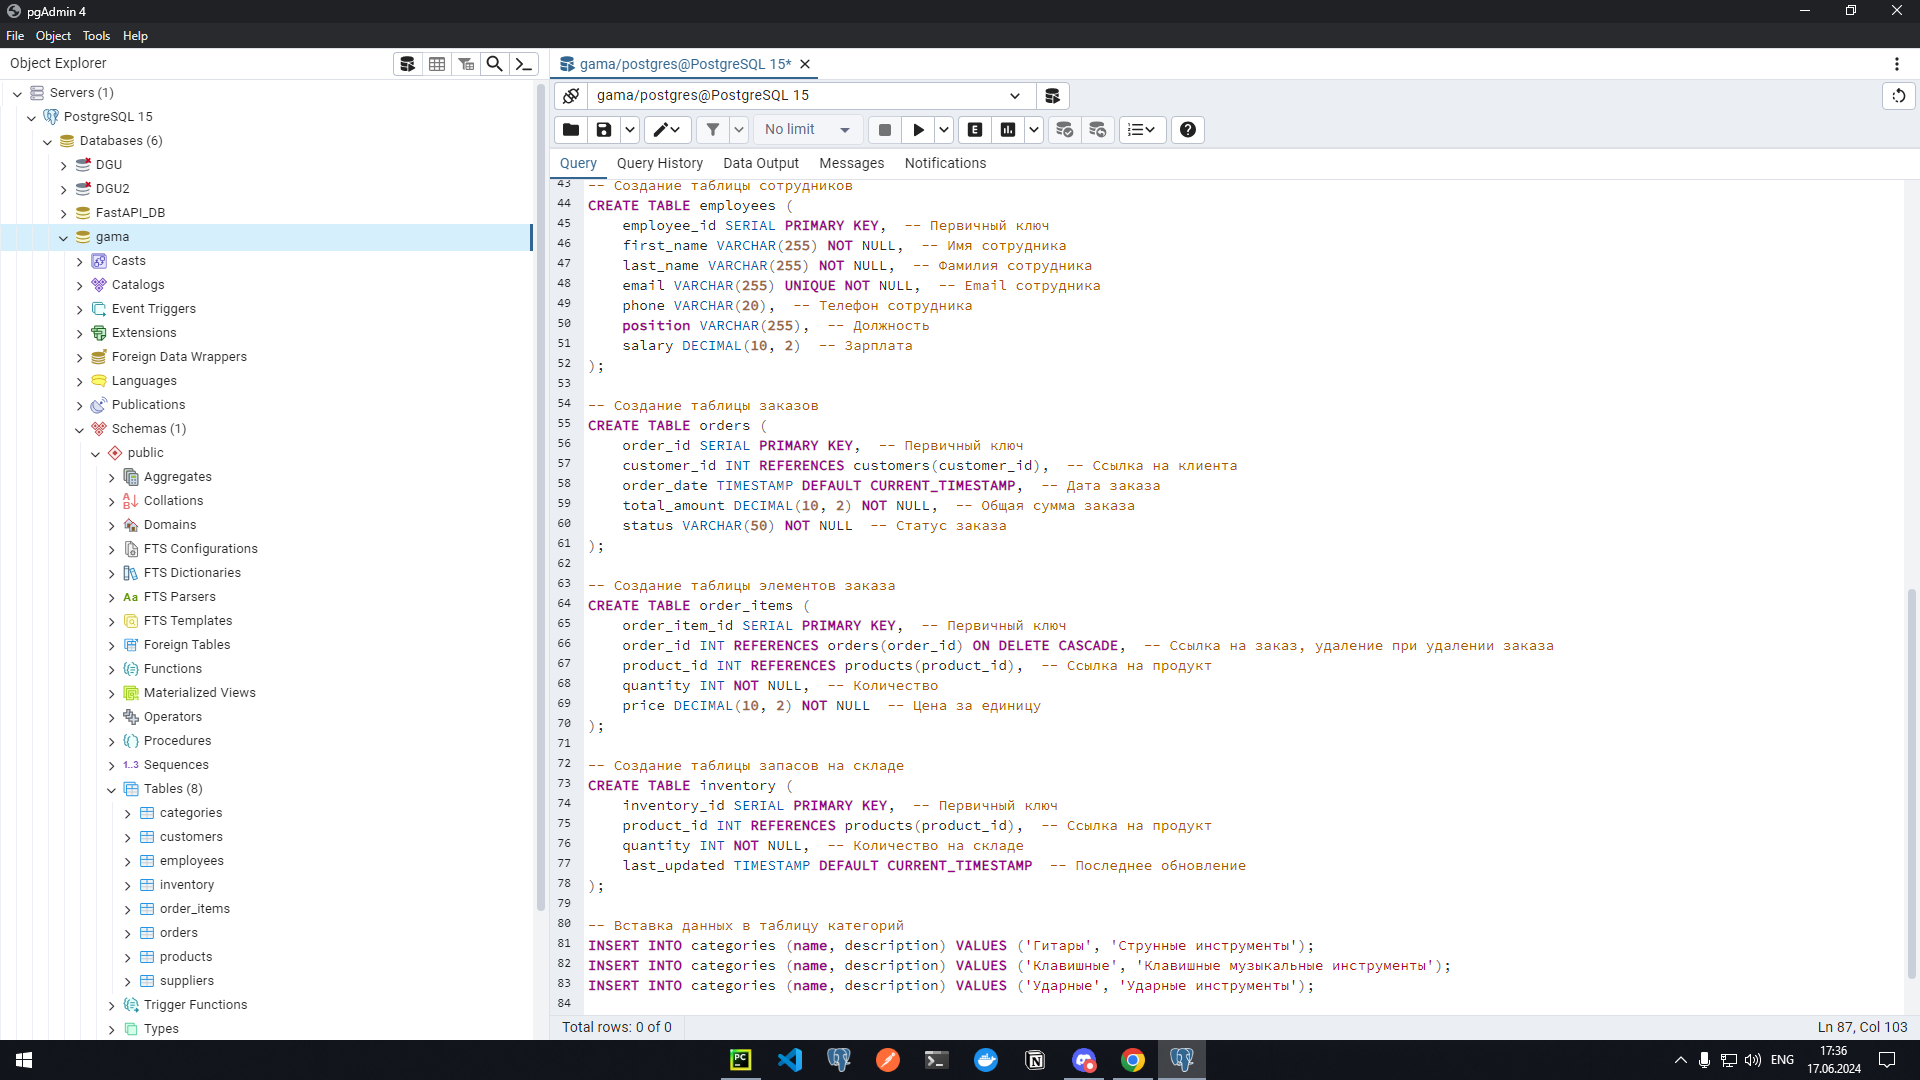 pgAdmin 4
File Object Tools Help
Object Explorer
Servers (1)
PostgreSQL 15
Databases (6)
DGU
DGU2
FastAPI_DB
gama
Casts
Catalogs
Event Triggers
Extensions
Foreign Data Wrappers
Languages
Publications
Schemas (1)
public
Aggregates
Collations
Domains
FTS Configurations
FTS Dictionaries
FTS Parsers
FTS Templates
Foreign Tables
Functions
Materialized Views
Operators
Procedures
1..3 Sequences
Tables (8)
categories
customers
employees
inventory
order_items
orders
products
suppliers
Trigger Functions
Types
gama/postgres@PostgreSQL 15*
gama/postgres@PostgreSQL 15
No limit
Query Query History Data Output Messages Notifications
43 -- Создание таблицы сотрудников
44 CREATE TABLE employees (
45 employee_id SERIAL PRIMARY KEY, -- Первичный ключ
46 first_name VARCHAR(255) NOT NULL, -- Имя сотрудника
47 last_name VARCHAR(255) NOT NULL, -- Фамилия сотрудника
48 email VARCHAR(255) UNIQUE NOT NULL, -- Email сотрудника
49 phone VARCHAR(20), -- Телефон сотрудника
50 position VARCHAR(255), -- Должность
51 salary DECIMAL(10, 2) -- Зарплата
52 );
53
54 -- Создание таблицы заказов
55 CREATE TABLE orders (
56 order_id SERIAL PRIMARY KEY, -- Первичный ключ
57 customer_id INT REFERENCES customers(customer_id), -- Ссылка на клиента
58 order_date TIMESTAMP DEFAULT CURRENT_TIMESTAMP, -- Дата заказа
59 total_amount DECIMAL(10, 2) NOT NULL, -- Общая сумма заказа
60 status VARCHAR(50) NOT NULL -- Статус заказа
61 );
62
63 -- Создание таблицы элементов заказа
64 CREATE TABLE order_items (
65 order_item_id SERIAL PRIMARY KEY, -- Первичный ключ
66 order_id INT REFERENCES orders(order_id) ON DELETE CASCADE, -- Ссылка на заказ, удаление при удалении заказа
67 product_id INT REFERENCES products(product_id), -- Ссылка на продукт
68 quantity INT NOT NULL, -- Количество
69 price DECIMAL(10, 2) NOT NULL -- Цена за единицу
70 );
71
72 -- Создание таблицы запасов на складе
73 CREATE TABLE inventory (
74 inventory_id SERIAL PRIMARY KEY, -- Первичный ключ
75 product_id INT REFERENCES products(product_id), -- Ссылка на продукт
76 quantity INT NOT NULL, -- Количество на складе
77 last_updated TIMESTAMP DEFAULT CURRENT_TIMESTAMP -- Последнее обновление
78 );
79
80 -- Вставка данных в таблицу категорий
81 INSERT INTO categories (name, description) VALUES ('Гитары', 'Струнные инструменты');
82 INSERT INTO categories (name, description) VALUES ('Клавишные', 'Клавишные музыкальные инструменты');
83 INSERT INTO categories (name, description) VALUES ('Ударные', 'Ударные инструменты');
84
Total rows: 0 of 0
Ln 87, Col 103
ENG
17:36
17.06.2024